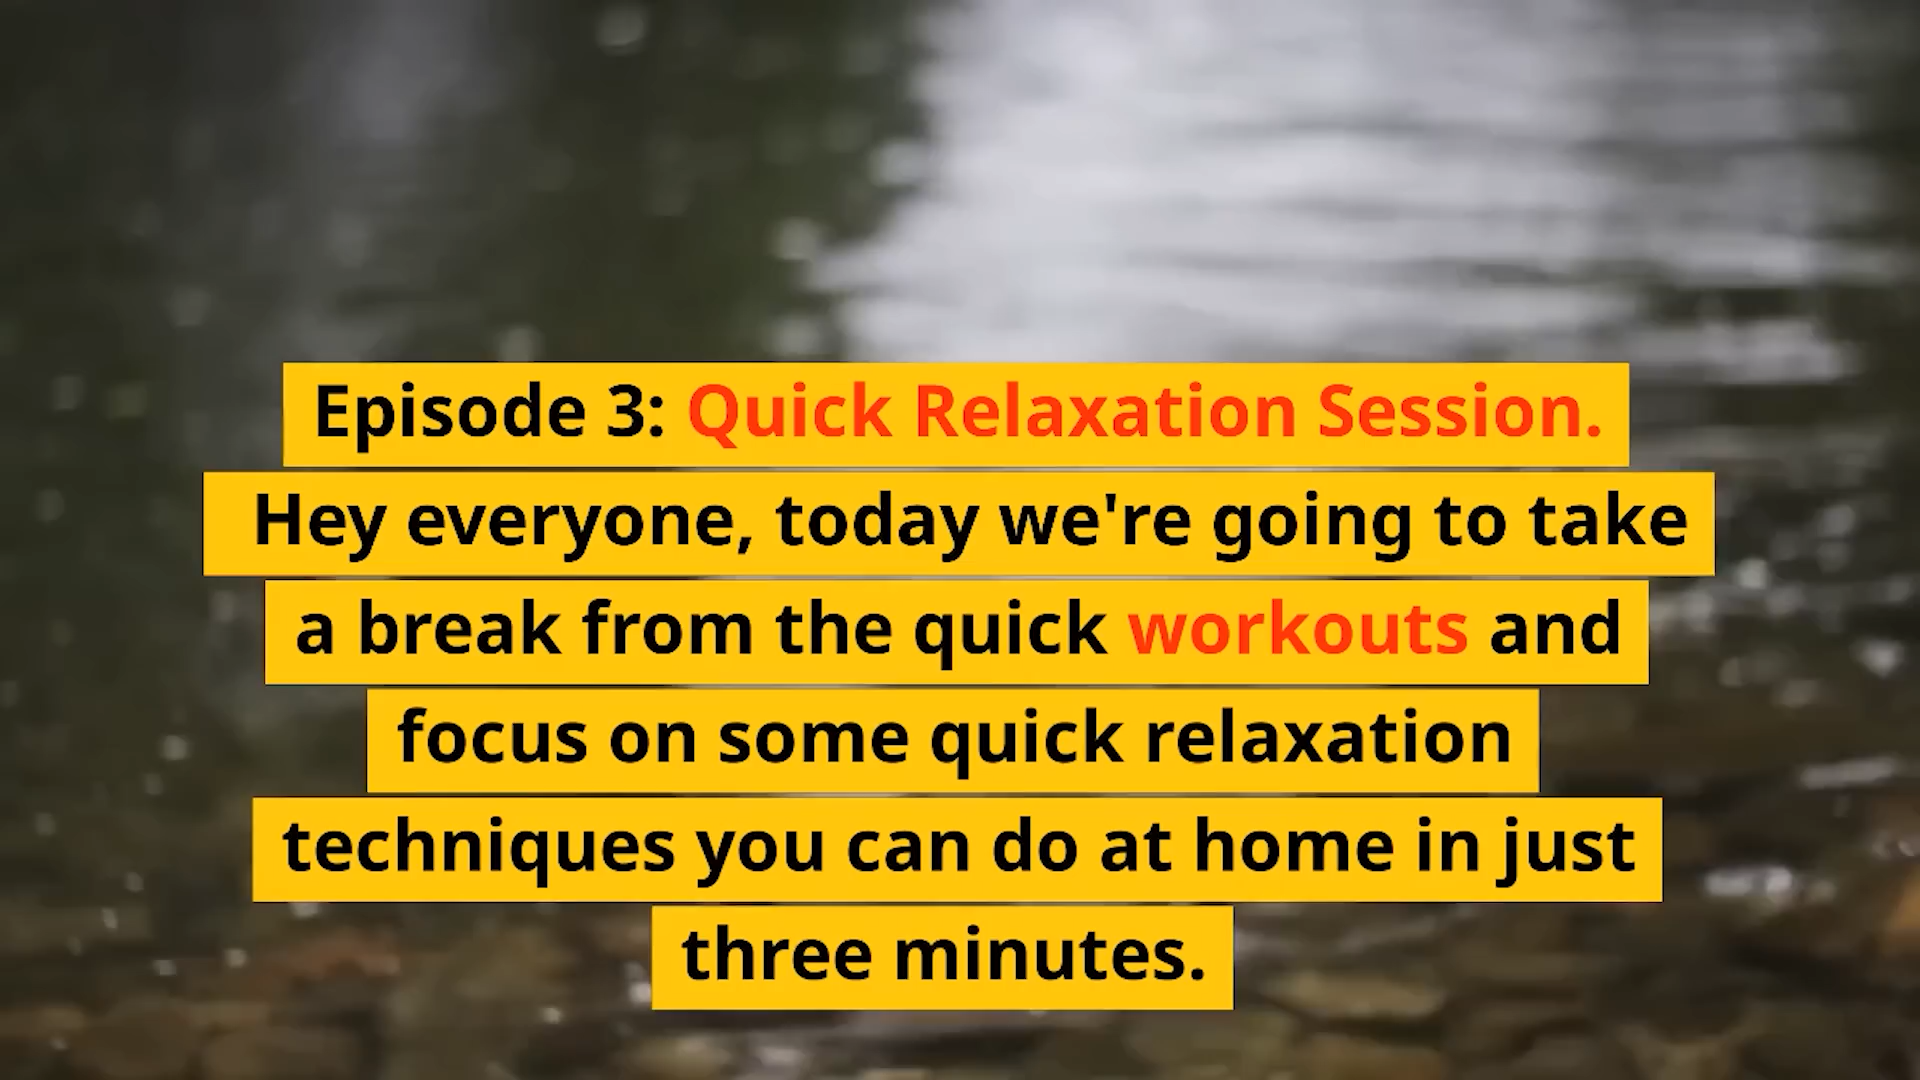 Episode 3: Quick Relaxation Session.
Hey everyone, today we're going to take
a break from the quick workouts and
focus on some quick relaxation
techniques you can do at home in just
three minutes.